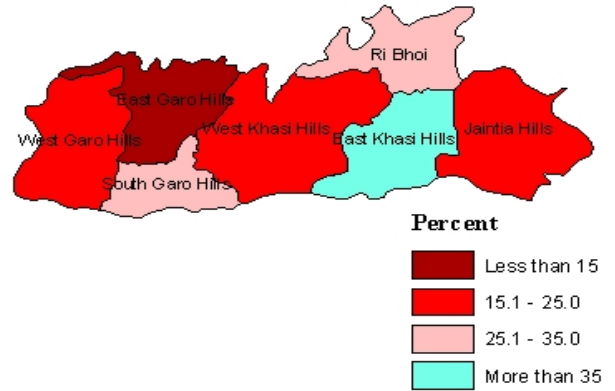 Ri Bhoi
East Garo Hills
West Garo Hills
West Khasi Hills
East Khasi Hills
Jaintia Hills
South Garo Hills
Percent
Less than 15
15.1 - 25.0
25.1 - 35.0
More than 35